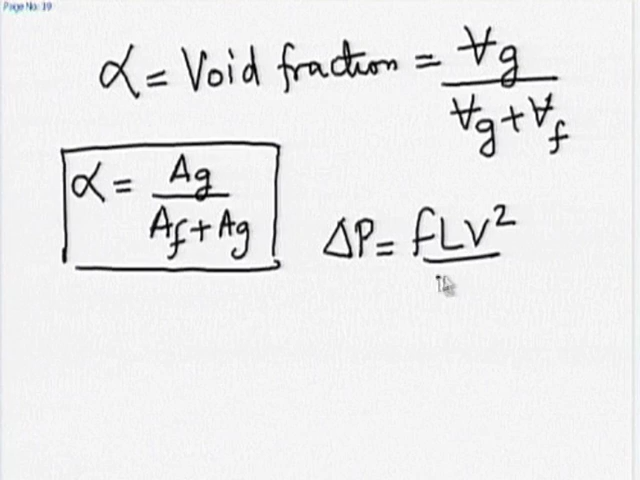 Page No: 19
α = Void fraction = ∀g / (∀g + ∀f)
α = Ag / (Af + Ag)
ΔP = fLV²